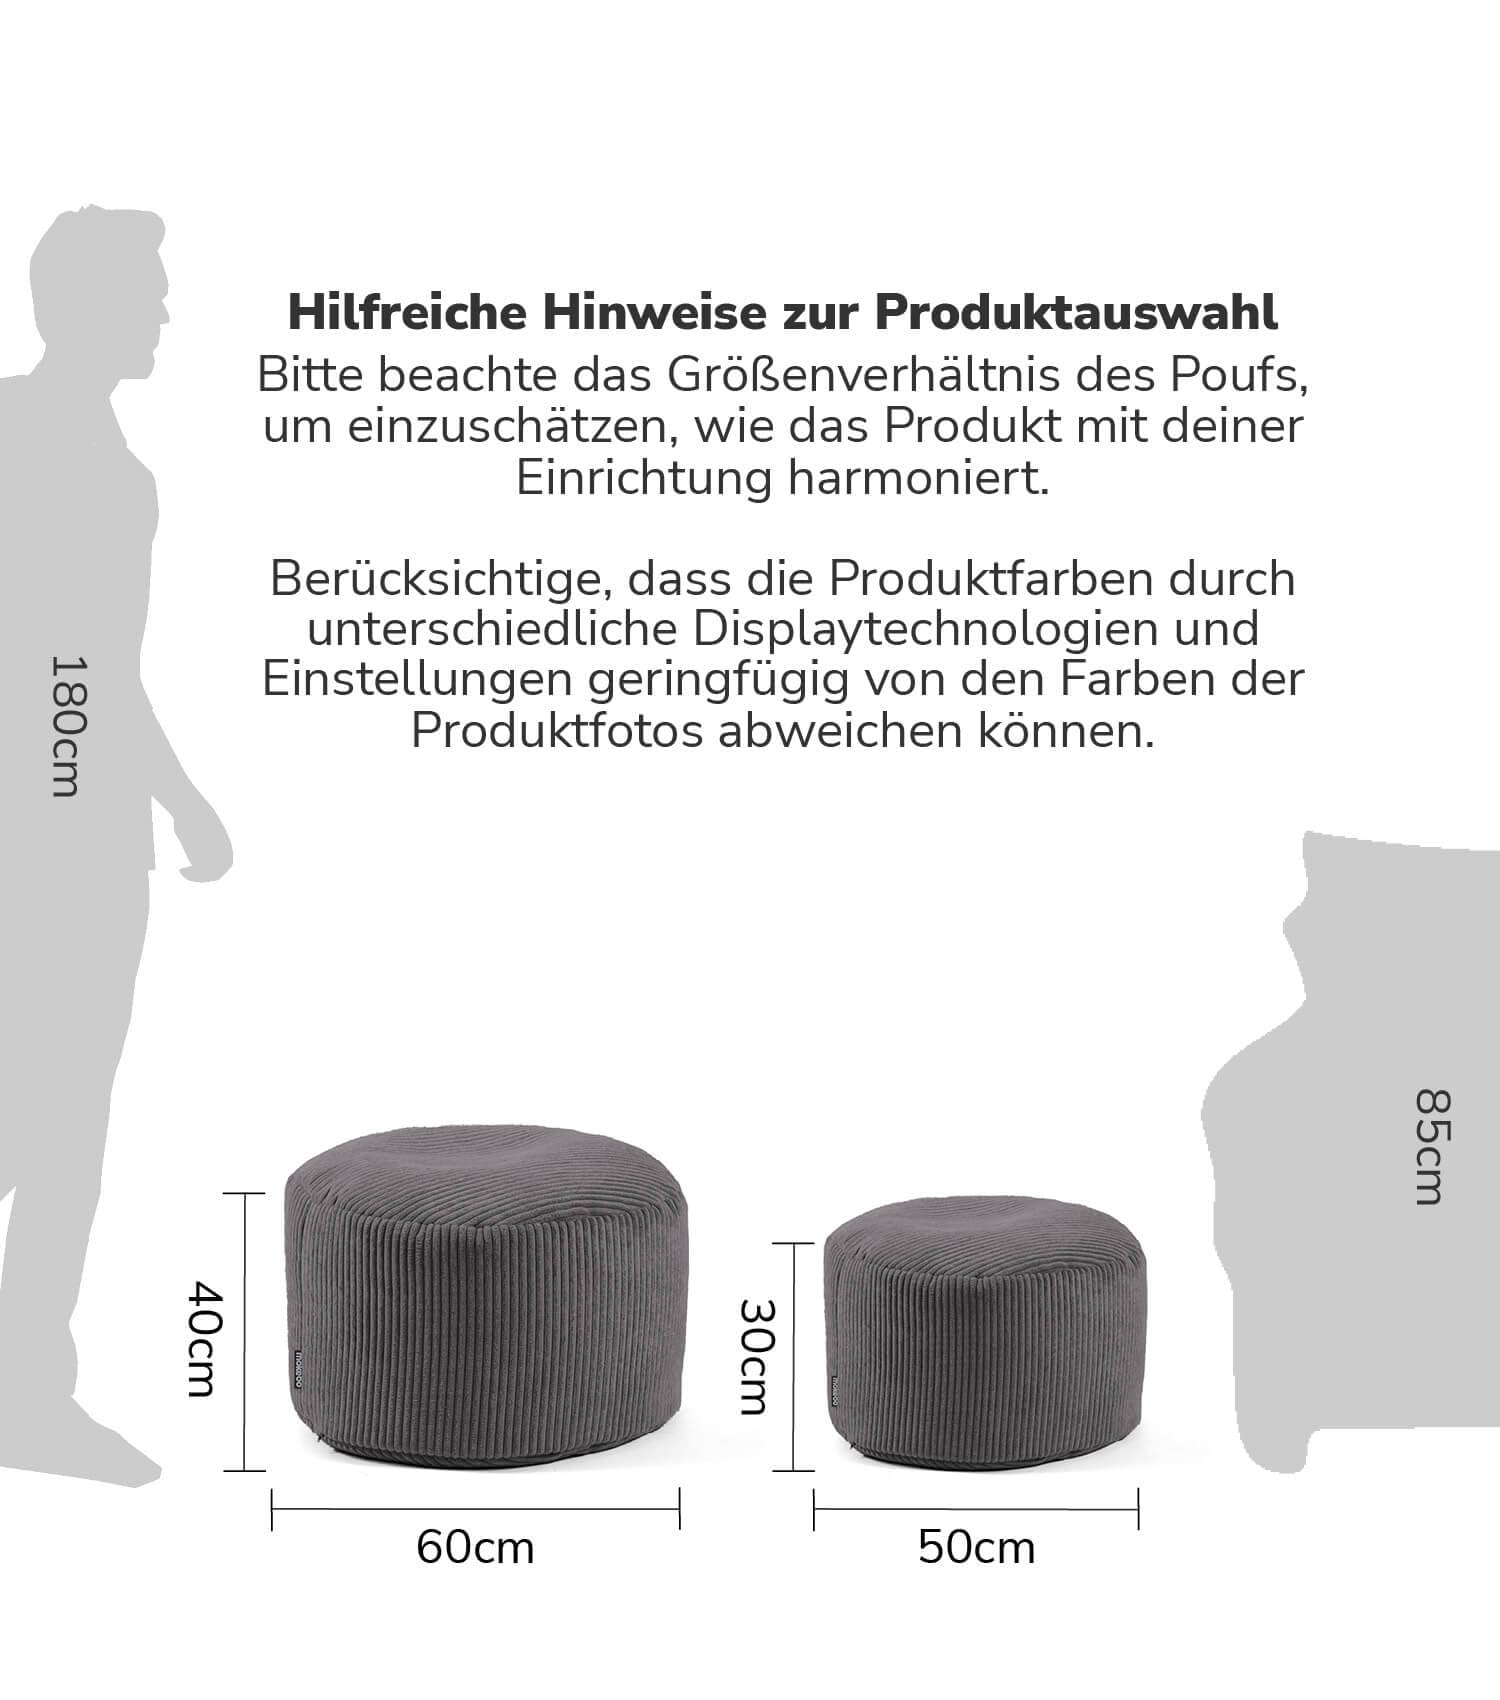 Hilfreiche Hinweise zur Produktauswahl
Bitte beachte das Größenverhältnis des Poufs,
um einzuschätzen, wie das Produkt mit deiner
Einrichtung harmoniert.
Berücksichtige, dass die Produktfarben durch
unterschiedliche Displaytechnologien und
Einstellungen geringfügig von den Farben der
Produktfotos abweichen können.
180cm
85cm
40cm
30cm
mokebo
mokebo
60cm
50cm